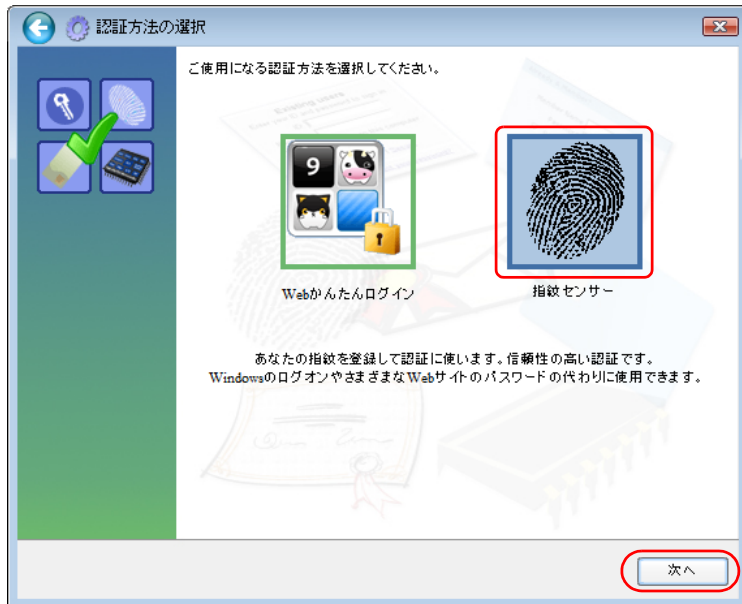 認証方法の選択
ご使用になる認証方法を選択してください。
Existing users
9
Webかんたんログイン
指紋センサー
あなたの指紋を登録して認証に使います。信頼性の高い認証です。
WindowsのログオンやさまざまなWebサイトのパスワードの代わりに使用できます。
次へ